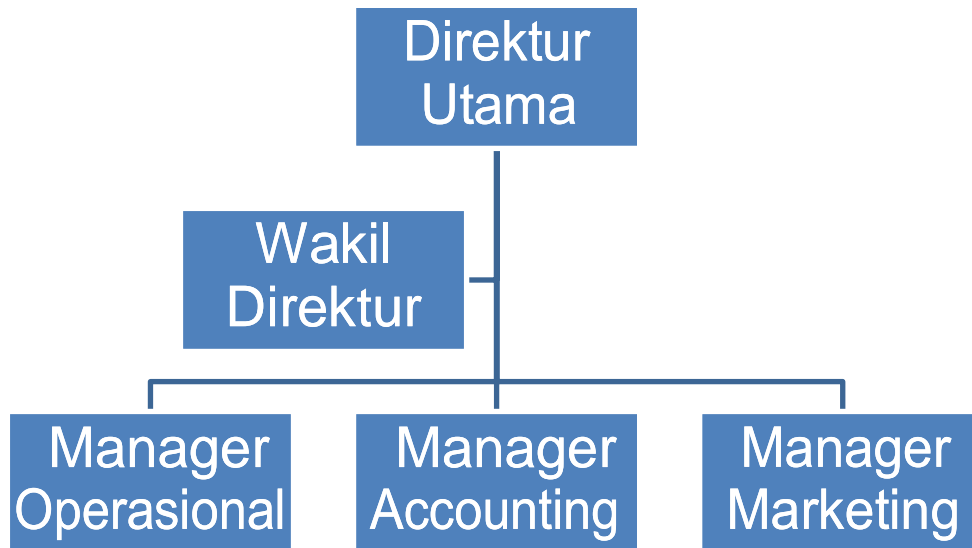 Direktur
Utama
Wakil
Direktur
Manager
Operasional
Manager
Accounting
Manager
Marketing